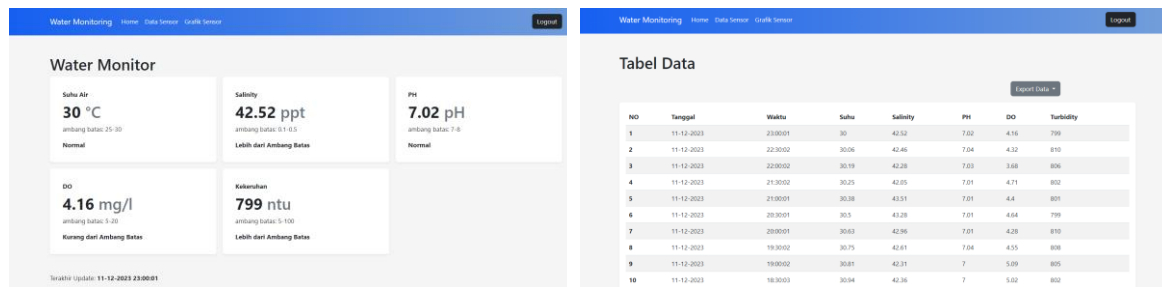 Water Monitoring Home Data Sensor Grafik Sensor Logout
Water Monitor
Suhu Air
30 °C
ambang batas: 25-30
Normal
Salinity
42.52 ppt
ambang batas: 0.1-0.5
Lebih dari Ambang Batas
PH
7.02 pH
ambang batas: 7-8
Normal
DO
4.16 mg/l
ambang batas: 5-20
Kurang dari Ambang Batas
Kekeruhan
799 ntu
ambang batas: 5-100
Lebih dari Ambang Batas
Terakhir Update: 11-12-2023 23:00:01
Water Monitoring Home Data Sensor Grafik Sensor Logout
Tabel Data
Export Data
NO Tanggal Waktu Suhu Salinity PH DO Turbidity
1 11-12-2023 23:00:01 30 42.52 7.02 4.16 799
2 11-12-2023 22:30:02 30.06 42.46 7.04 4.32 810
3 11-12-2023 22:00:02 30.19 42.28 7.03 3.68 806
4 11-12-2023 21:30:02 30.25 42.05 7.01 4.71 802
5 11-12-2023 21:00:01 30.38 43.51 7.01 4.4 801
6 11-12-2023 20:30:01 30.5 43.28 7.01 4.64 799
7 11-12-2023 20:00:01 30.63 42.96 7.01 4.28 810
8 11-12-2023 19:30:02 30.75 42.61 7.04 4.55 808
9 11-12-2023 19:00:02 30.81 42.31 7 5.09 805
10 11-12-2023 18:30:03 30.94 42.36 7 5.02 802